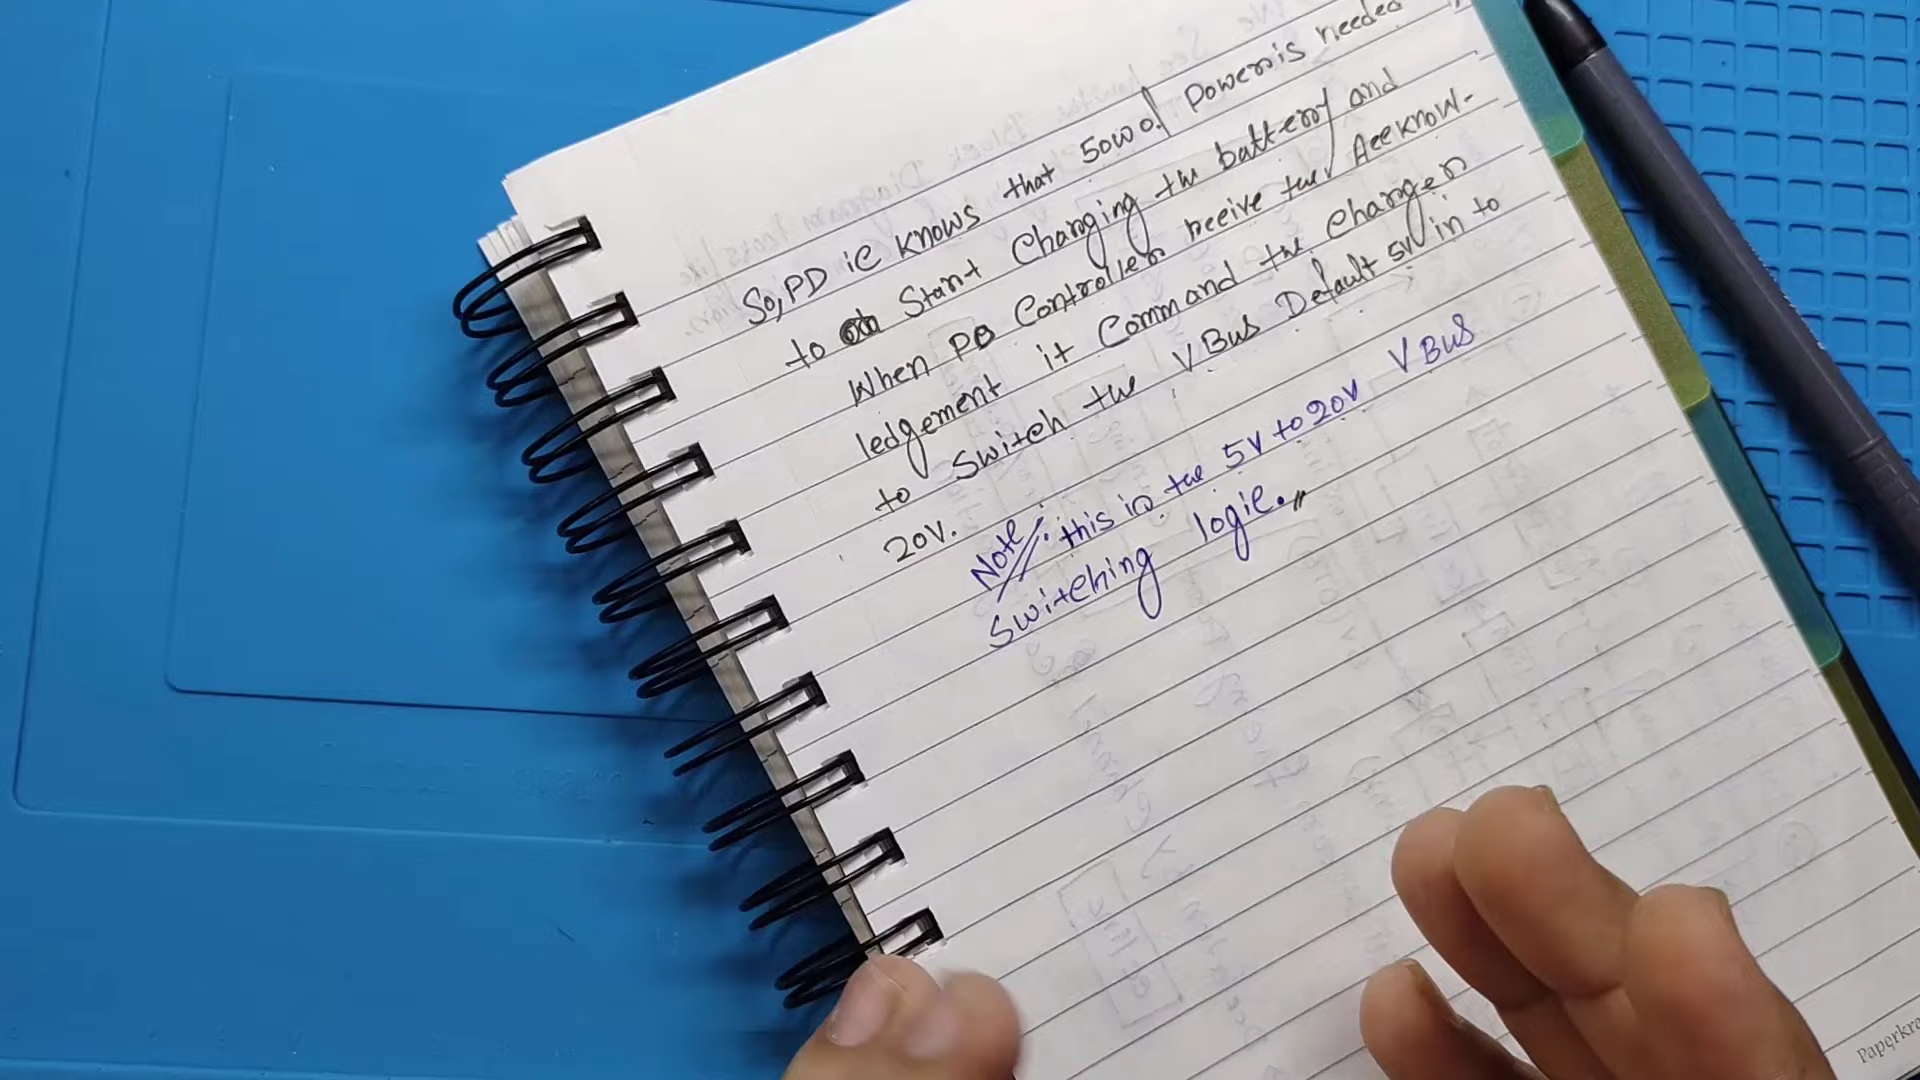 So, PD ic knows that 50W of Power is needed
to Start Charging the battery and
When PD Controller receive the Acknow-
ledgement it Command the Charger
to Switch the VBus Default 5V in to
20V.
Note: this is the 5V to 20V VBus
Switching logic.
Paperkra